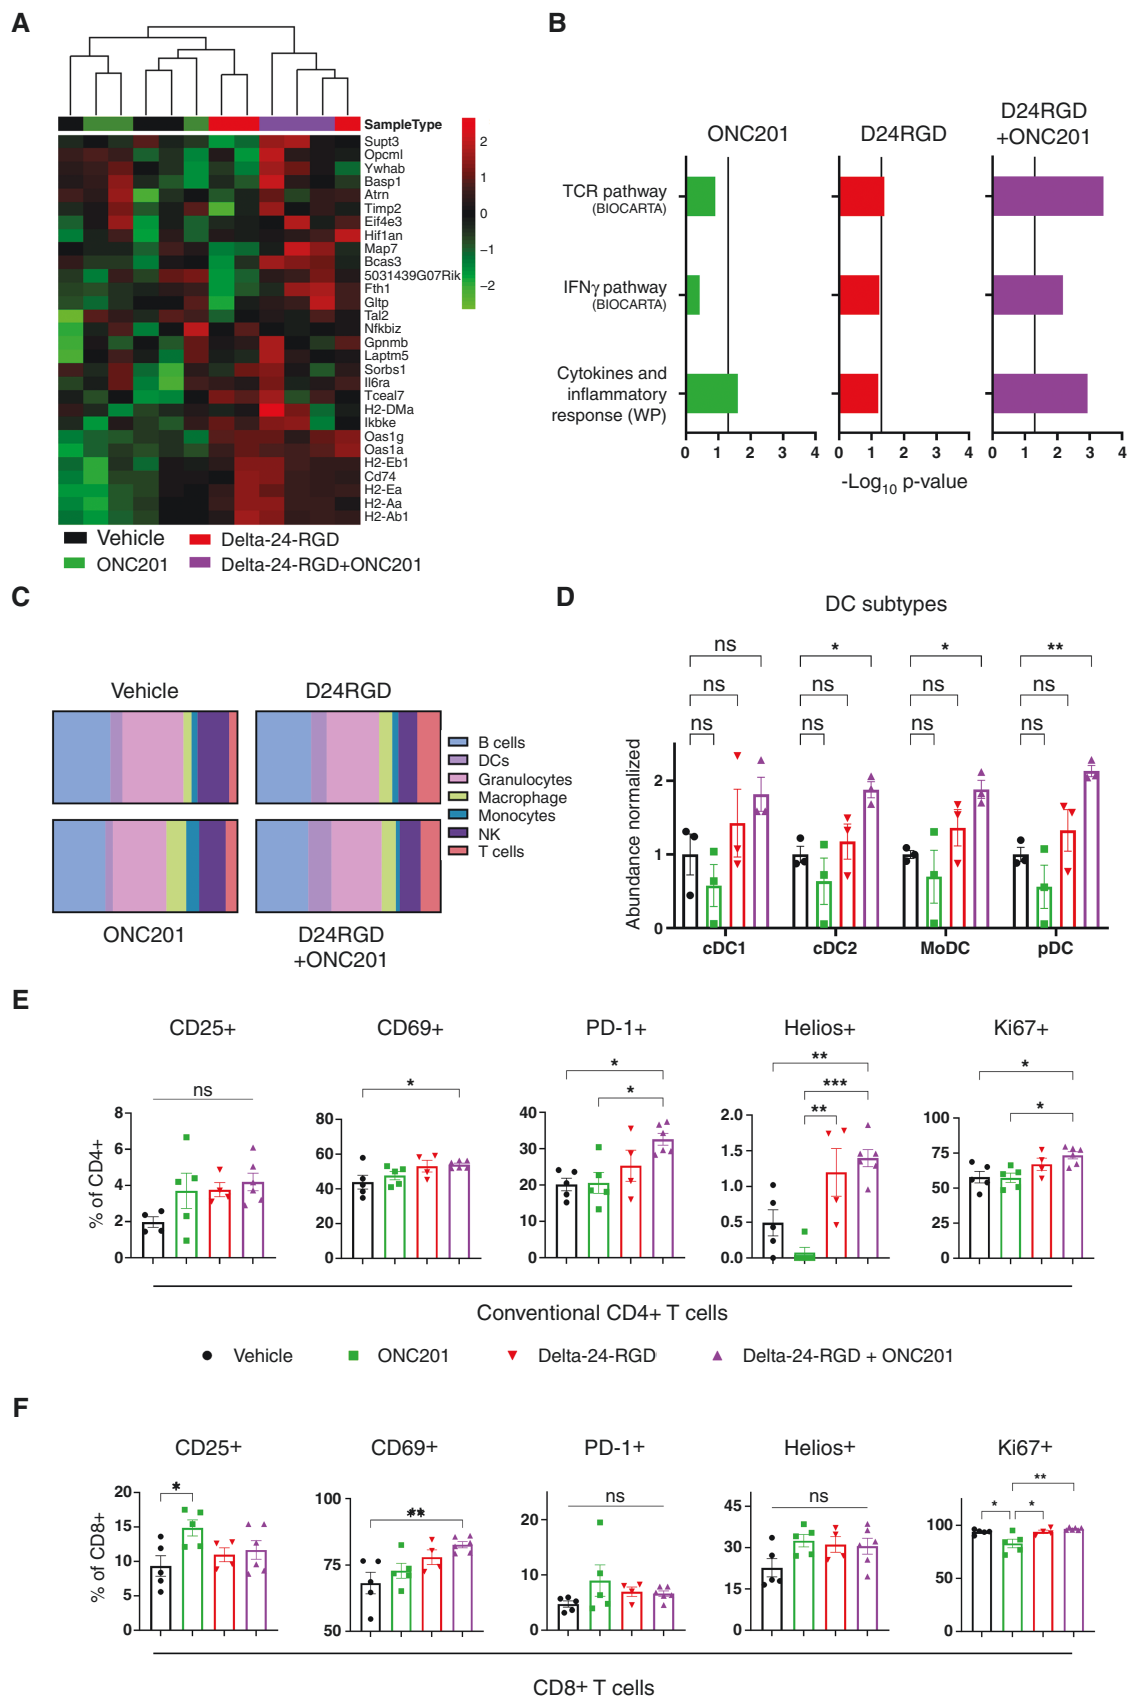 A
SampleType
Supt3
Opcml
Ywhab
Basp1
Atrn
Timp2
Eif4e3
Hif1an
Map7
Bcas3
5031439G07Rik
Fth1
Gltp
Tal2
Nfkbiz
Gpnmb
Laptm5
Sorbs1
Il6ra
Tceal7
H2-DMa
Ikbke
Oas1g
Oas1a
H2-Eb1
Cd74
H2-Ea
H2-Aa
H2-Ab1
2
1
0
−1
−2
Vehicle
Delta-24-RGD
ONC201
Delta-24-RGD+ONC201
B
ONC201
D24RGD
D24RGD
+ONC201
TCR pathway
(BIOCARTA)
IFNγ pathway
(BIOCARTA)
Cytokines and
inflammatory
response (WP)
0 1 2 3 4
0 1 2 3 4
0 1 2 3 4
-Log10 p-value
C
Vehicle
D24RGD
ONC201
D24RGD
+ONC201
B cells
DCs
Granulocytes
Macrophage
Monocytes
NK
T cells
D
DC subtypes
ns
ns
ns
*
ns
ns
*
ns
ns
**
ns
ns
Abundance normalized
2
1
0
cDC1
cDC2
MoDC
pDC
E
CD25+
ns
% of CD4+
8
6
4
2
0
CD69+
*
80
60
40
20
0
PD-1+
*
*
40
30
20
10
0
Helios+
**
***
**
2.0
1.5
1.0
0.5
0.0
Ki67+
*
*
100
75
50
25
0
Conventional CD4+ T cells
Vehicle
ONC201
Delta-24-RGD
Delta-24-RGD + ONC201
F
CD25+
*
% of CD8+
20
15
10
5
0
CD69+
**
100
75
50
PD-1+
ns
20
10
0
Helios+
ns
45
30
15
0
Ki67+
**
*
*
100
50
0
CD8+ T cells